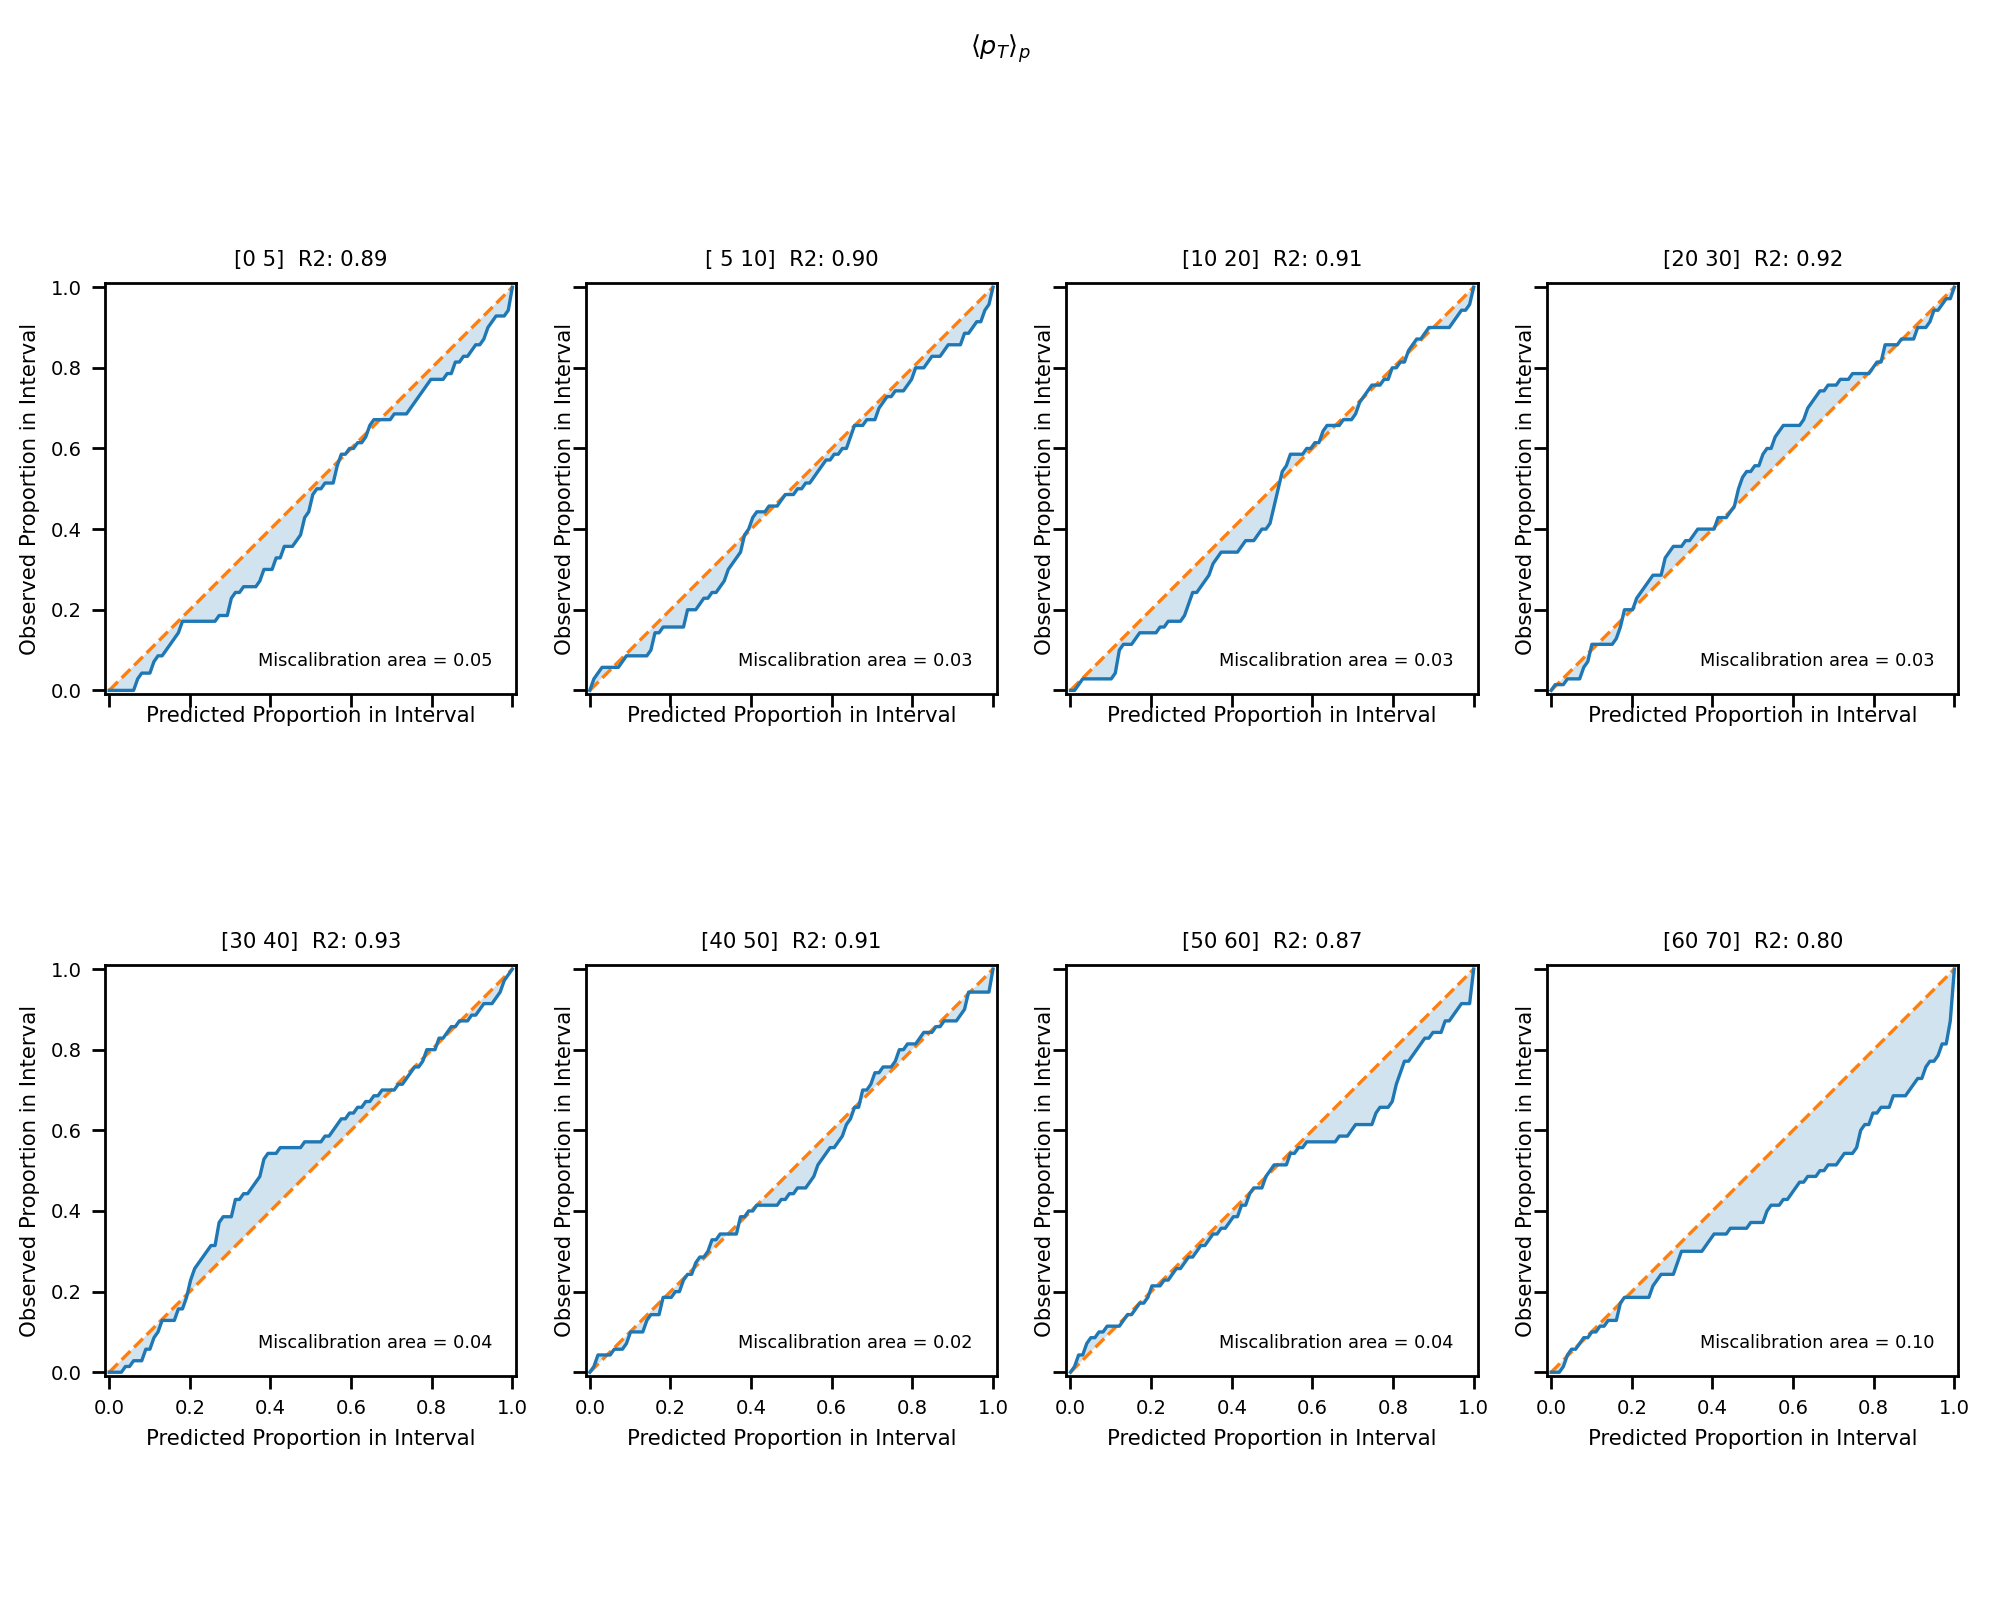 ⟨p_T⟩_p
[0 5]  R2: 0.89
[ 5 10]  R2: 0.90
[10 20]  R2: 0.91
[20 30]  R2: 0.92
Observed Proportion in Interval
1.0
0.8
0.6
0.4
0.2
0.0
Miscalibration area = 0.05
Predicted Proportion in Interval
Observed Proportion in Interval
Miscalibration area = 0.03
Predicted Proportion in Interval
Observed Proportion in Interval
Miscalibration area = 0.03
Predicted Proportion in Interval
Observed Proportion in Interval
Miscalibration area = 0.03
Predicted Proportion in Interval
[30 40]  R2: 0.93
[40 50]  R2: 0.91
[50 60]  R2: 0.87
[60 70]  R2: 0.80
Observed Proportion in Interval
1.0
0.8
0.6
0.4
0.2
0.0
Miscalibration area = 0.04
0.0 0.2 0.4 0.6 0.8 1.0
Predicted Proportion in Interval
Observed Proportion in Interval
Miscalibration area = 0.02
0.0 0.2 0.4 0.6 0.8 1.0
Predicted Proportion in Interval
Observed Proportion in Interval
Miscalibration area = 0.04
0.0 0.2 0.4 0.6 0.8 1.0
Predicted Proportion in Interval
Observed Proportion in Interval
Miscalibration area = 0.10
0.0 0.2 0.4 0.6 0.8 1.0
Predicted Proportion in Interval